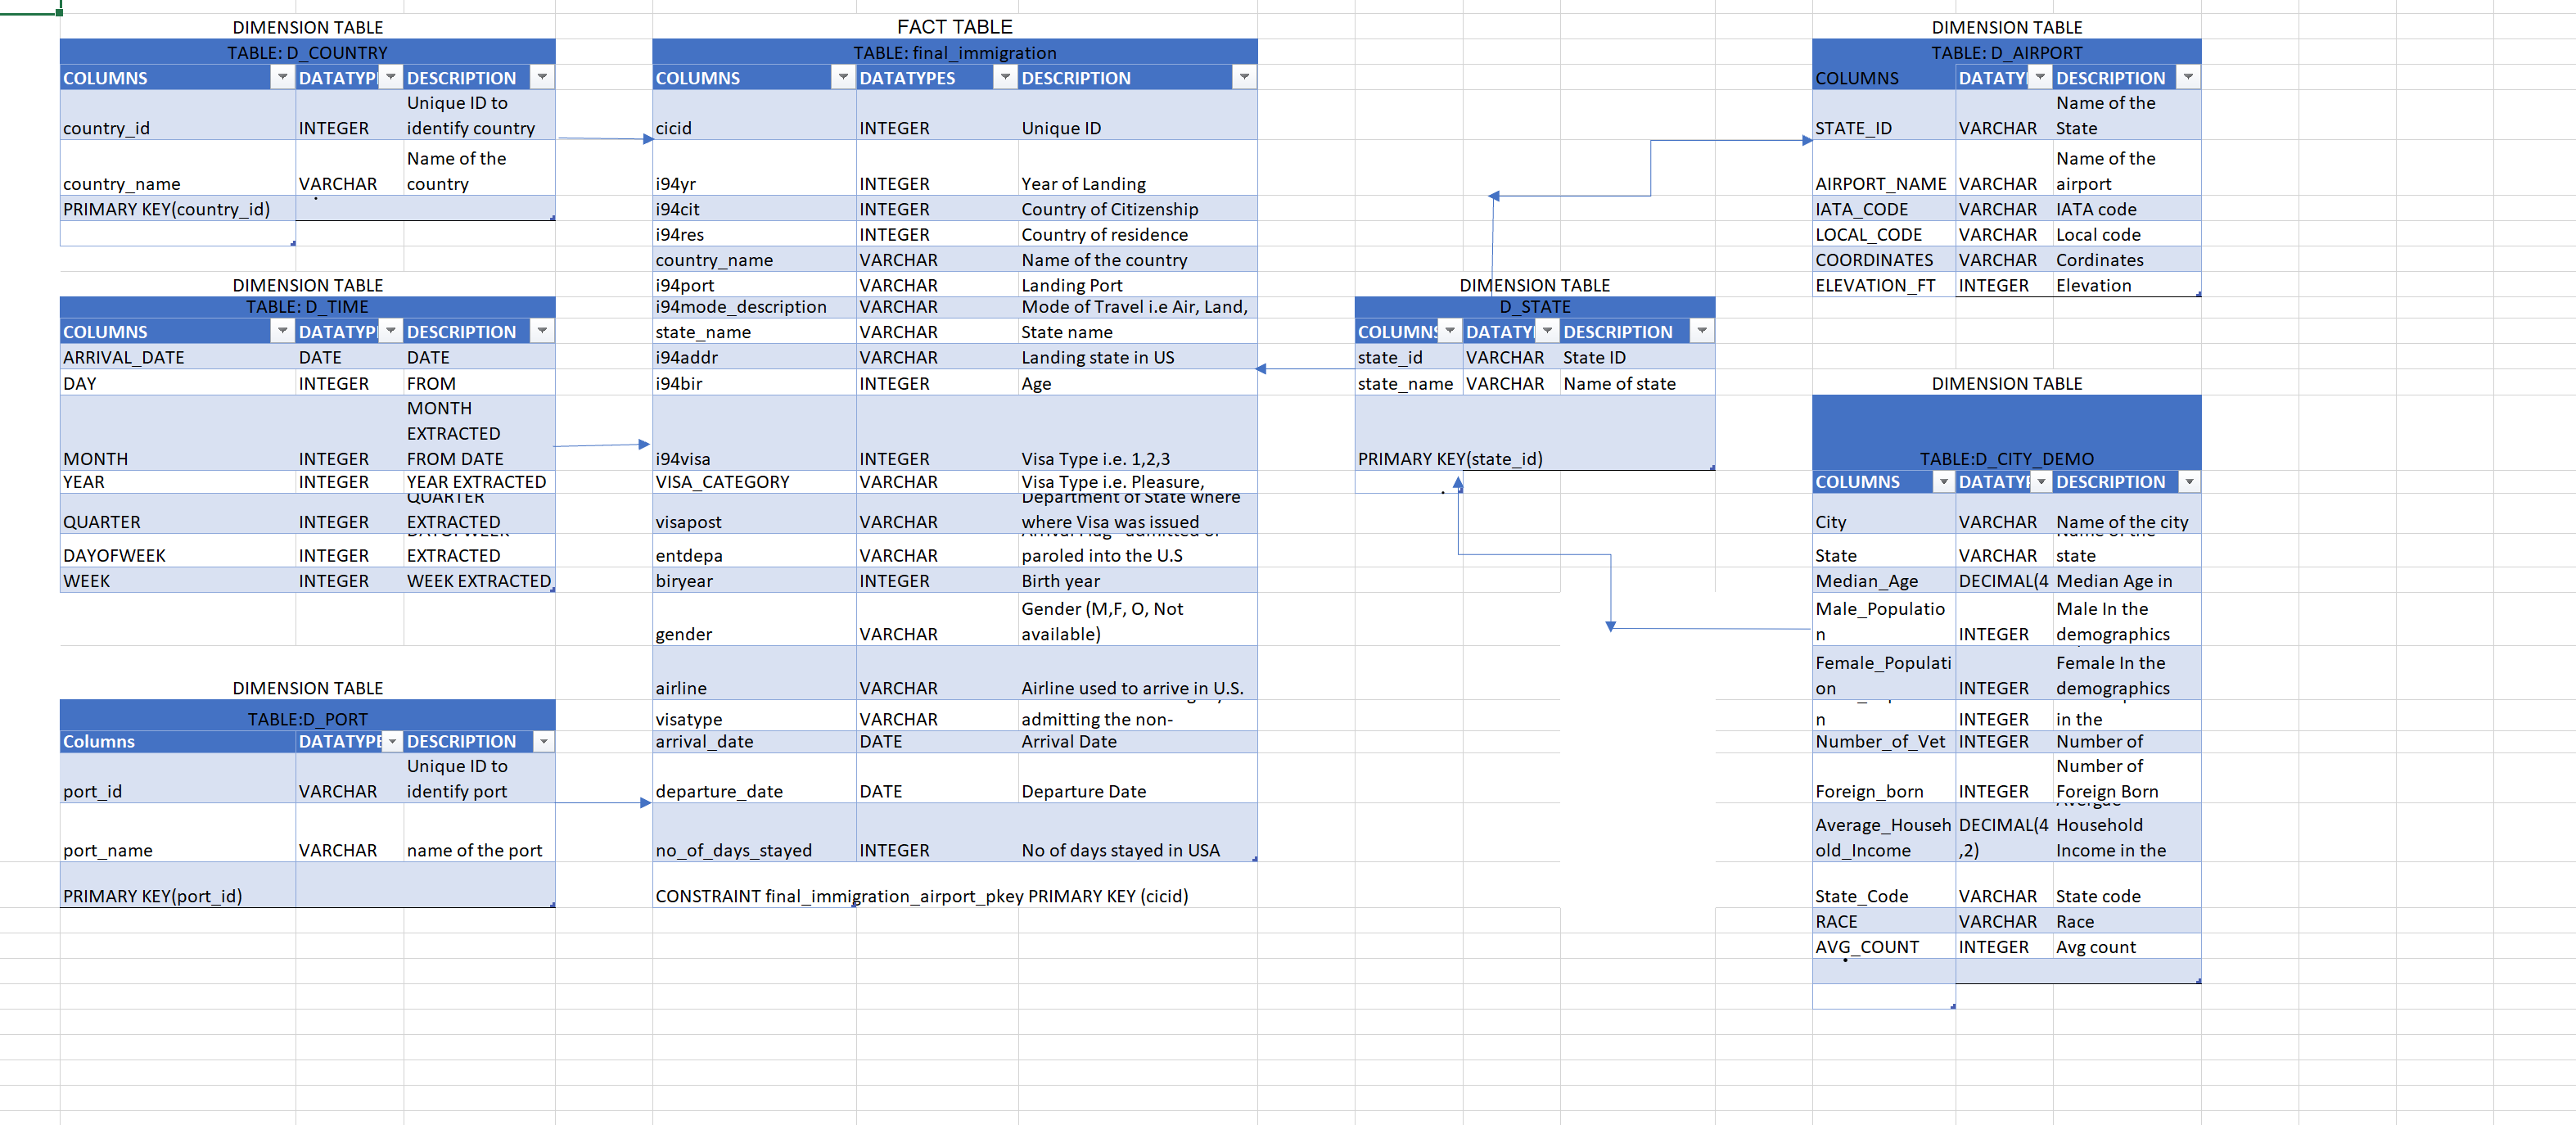 DIMENSION TABLE
TABLE: D_COUNTRY
COLUMNS DATATYP DESCRIPTION
country_id INTEGER Unique ID to
identify country
country_name VARCHAR Name of the
country
PRIMARY KEY(country_id)
DIMENSION TABLE
TABLE: D_TIME
COLUMNS DATATYP DESCRIPTION
ARRIVAL_DATE DATE DATE
DAY INTEGER FROM
MONTH INTEGER MONTH
EXTRACTED
FROM DATE
YEAR INTEGER YEAR EXTRACTED
QUARTER INTEGER QUARTER
EXTRACTED
DAYOFWEEK INTEGER DAYOFWEEK
EXTRACTED
WEEK INTEGER WEEK EXTRACTED
DIMENSION TABLE
TABLE:D_PORT
Columns DATATYPE DESCRIPTION
port_id VARCHAR Unique ID to
identify port
port_name VARCHAR name of the port
PRIMARY KEY(port_id)
FACT TABLE
TABLE: final_immigration
COLUMNS DATATYPES DESCRIPTION
cicid INTEGER Unique ID
i94yr INTEGER Year of Landing
i94cit INTEGER Country of Citizenship
i94res INTEGER Country of residence
country_name VARCHAR Name of the country
i94port VARCHAR Landing Port
i94mode_description VARCHAR Mode of Travel i.e Air, Land,
state_name VARCHAR State name
i94addr VARCHAR Landing state in US
i94bir INTEGER Age
i94visa INTEGER Visa Type i.e. 1,2,3
VISA_CATEGORY VARCHAR Visa Type i.e. Pleasure,
visapost VARCHAR Department of State where
where Visa was issued
entdepa VARCHAR Arrival Flag admitted or
paroled into the U.S
biryear INTEGER Birth year
gender VARCHAR Gender (M,F, O, Not
available)
airline VARCHAR Airline used to arrive in U.S.
visatype VARCHAR admitting the non-
arrival_date DATE Arrival Date
departure_date DATE Departure Date
no_of_days_stayed INTEGER No of days stayed in USA
CONSTRAINT final_immigration_airport_pkey PRIMARY KEY (cicid)
DIMENSION TABLE
D_STATE
COLUMNS DATATY DESCRIPTION
state_id VARCHAR State ID
state_name VARCHAR Name of state
PRIMARY KEY(state_id)
DIMENSION TABLE
TABLE: D_AIRPORT
COLUMNS DATATY DESCRIPTION
STATE_ID VARCHAR Name of the
State
AIRPORT_NAME VARCHAR Name of the
airport
IATA_CODE VARCHAR IATA code
LOCAL_CODE VARCHAR Local code
COORDINATES VARCHAR Cordinates
ELEVATION_FT INTEGER Elevation
DIMENSION TABLE
TABLE:D_CITY_DEMO
COLUMNS DATATYP DESCRIPTION
City VARCHAR Name of the city
State VARCHAR Name of the
state
Median_Age DECIMAL(4 Median Age in
Male_Populatio
n INTEGER Male In the
demographics
Female_Populati
on INTEGER Female In the
demographics
n INTEGER in the
Number_of_Vet INTEGER Number of
Foreign_born INTEGER Number of
Foreign Born
Average_Househ
old_Income DECIMAL(4
,2) Avergae
Household
Income in the
State_Code VARCHAR State code
RACE VARCHAR Race
AVG_COUNT INTEGER Avg count